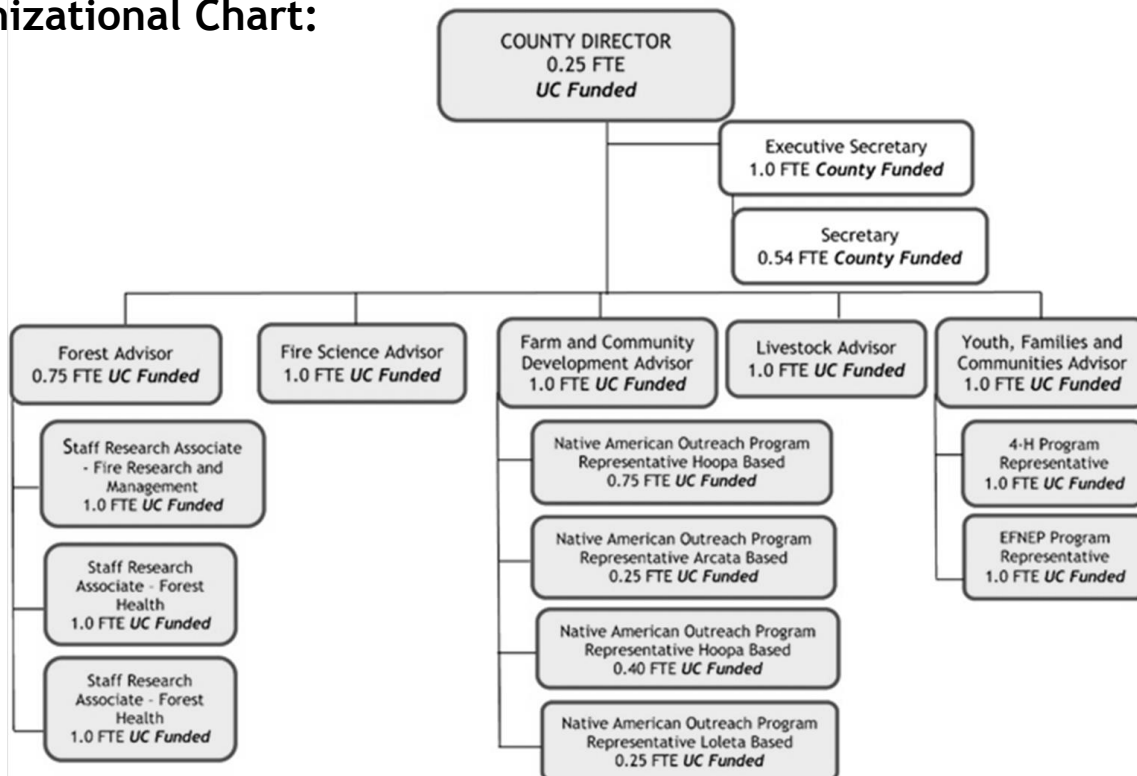 nizational Chart:
COUNTY DIRECTOR
0.25 FTE
UC Funded
Executive Secretary
1.0 FTE County Funded
Secretary
0.54 FTE County Funded
Forest Advisor
0.75 FTE UC Funded
Fire Science Advisor
1.0 FTE UC Funded
Farm and Community
Development Advisor
1.0 FTE UC Funded
Livestock Advisor
1.0 FTE UC Funded
Youth, Families and
Communities Advisor
1.0 FTE UC Funded
Staff Research Associate
- Fire Research and
Management
1.0 FTE UC Funded
Staff Research
Associate - Forest
Health
1.0 FTE UC Funded
Staff Research
Associate - Forest
Health
1.0 FTE UC Funded
Native American Outreach Program
Representative Hoopa Based
0.75 FTE UC Funded
Native American Outreach Program
Representative Arcata Based
0.25 FTE UC Funded
Native American Outreach Program
Representative Hoopa Based
0.40 FTE UC Funded
Native American Outreach Program
Representative Loleta Based
0.25 FTE UC Funded
4-H Program
Representative
1.0 FTE UC Funded
EFNEP Program
Representative
1.0 FTE UC Funded